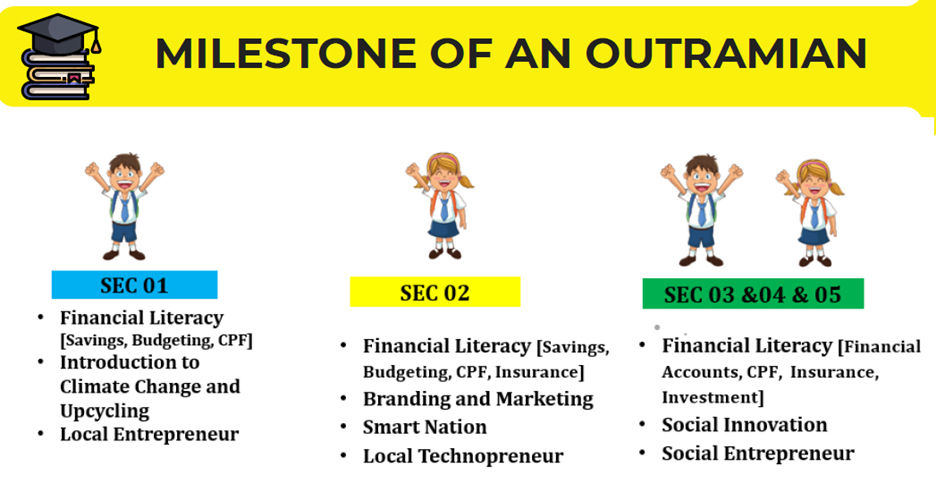 MILESTONE OF AN OUTRAMIAN
SEC 01
• Financial Literacy
[Savings, Budgeting, CPF]
• Introduction to
Climate Change and
Upcycling
• Local Entrepreneur
SEC 02
• Financial Literacy [Savings,
Budgeting, CPF, Insurance]
• Branding and Marketing
• Smart Nation
• Local Technopreneur
SEC 03 &04 & 05
• Financial Literacy [Financial
Accounts, CPF, Insurance,
Investment]
• Social Innovation
• Social Entrepreneur